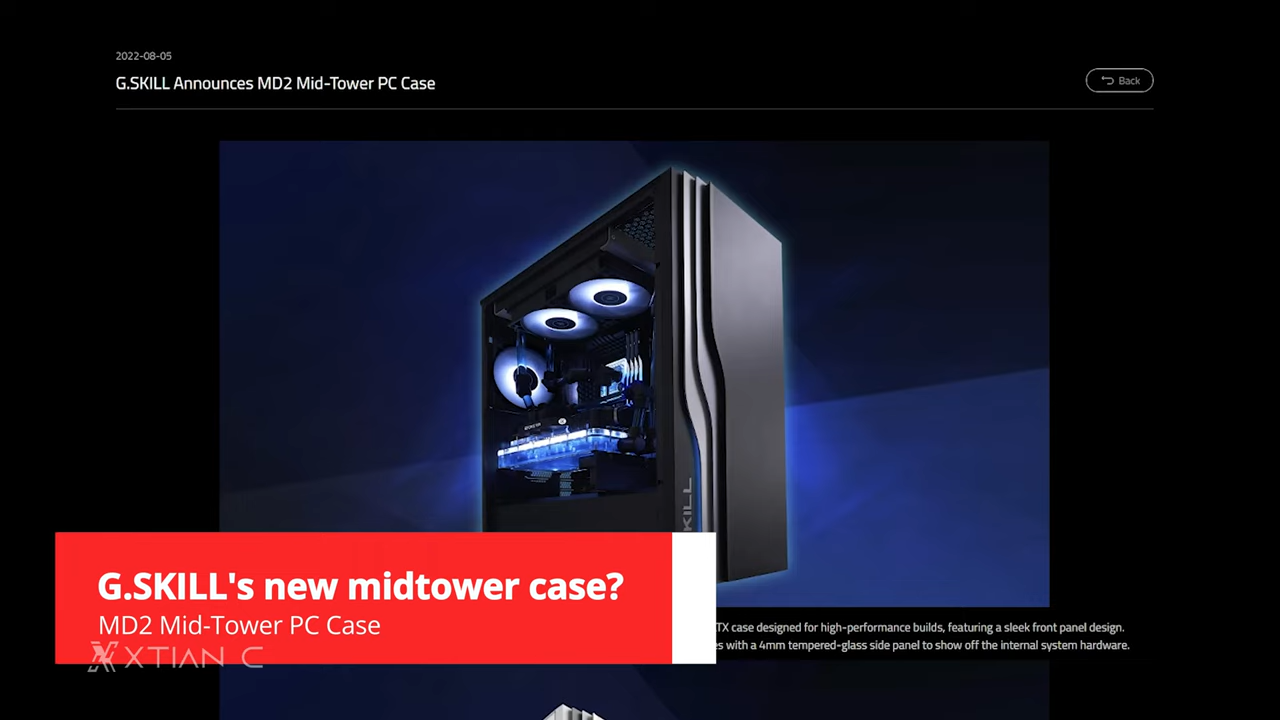 2022-08-05
G.SKILL Announces MD2 Mid-Tower PC Case
Back
KILL
G.SKILL's new midtower case?
MD2 Mid-Tower PC Case
XTIAN C
TX case designed for high-performance builds, featuring a sleek front panel design.
es with a 4mm tempered-glass side panel to show off the internal system hardware.